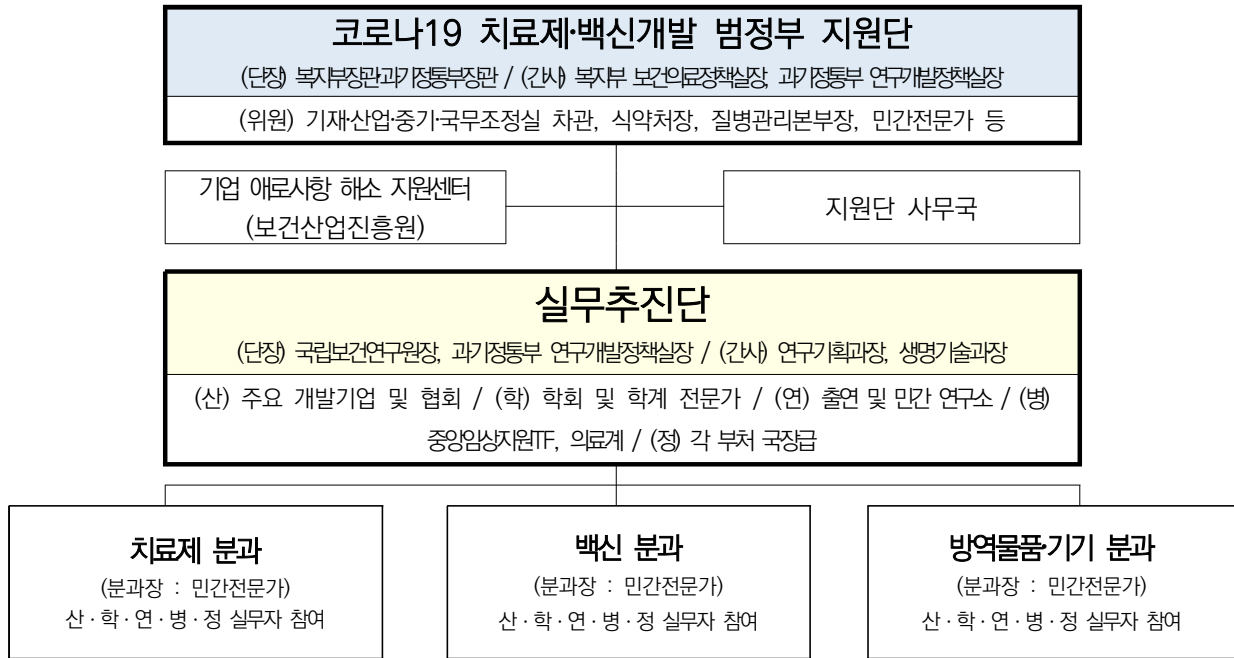 코로나19 치료제·백신개발 범정부 지원단
(단장) 복지부장관·과기정통부장관 / (간사) 복지부 보건의료정책실장, 과기정통부 연구개발정책실장
(위원) 기재·산업·중기·국무조정실 차관, 식약처장, 질병관리본부장, 민간전문가 등
기업 애로사항 해소 지원센터
(보건산업진흥원)
지원단 사무국
실무추진단
(단장) 국립보건연구원장, 과기정통부 연구개발정책실장 / (간사) 연구기획과장, 생명기술과장
(산) 주요 개발기업 및 협회 / (학) 학회 및 학계 전문가 / (연) 출연 및 민간 연구소 / (병)
중앙임상지원TF, 의료계 / (정) 각 부처 국장급
치료제 분과
(분과장 : 민간전문가)
산·학·연·병·정 실무자 참여
백신 분과
(분과장 : 민간전문가)
산·학·연·병·정 실무자 참여
방역물품·기기 분과
(분과장 : 민간전문가)
산·학·연·병·정 실무자 참여